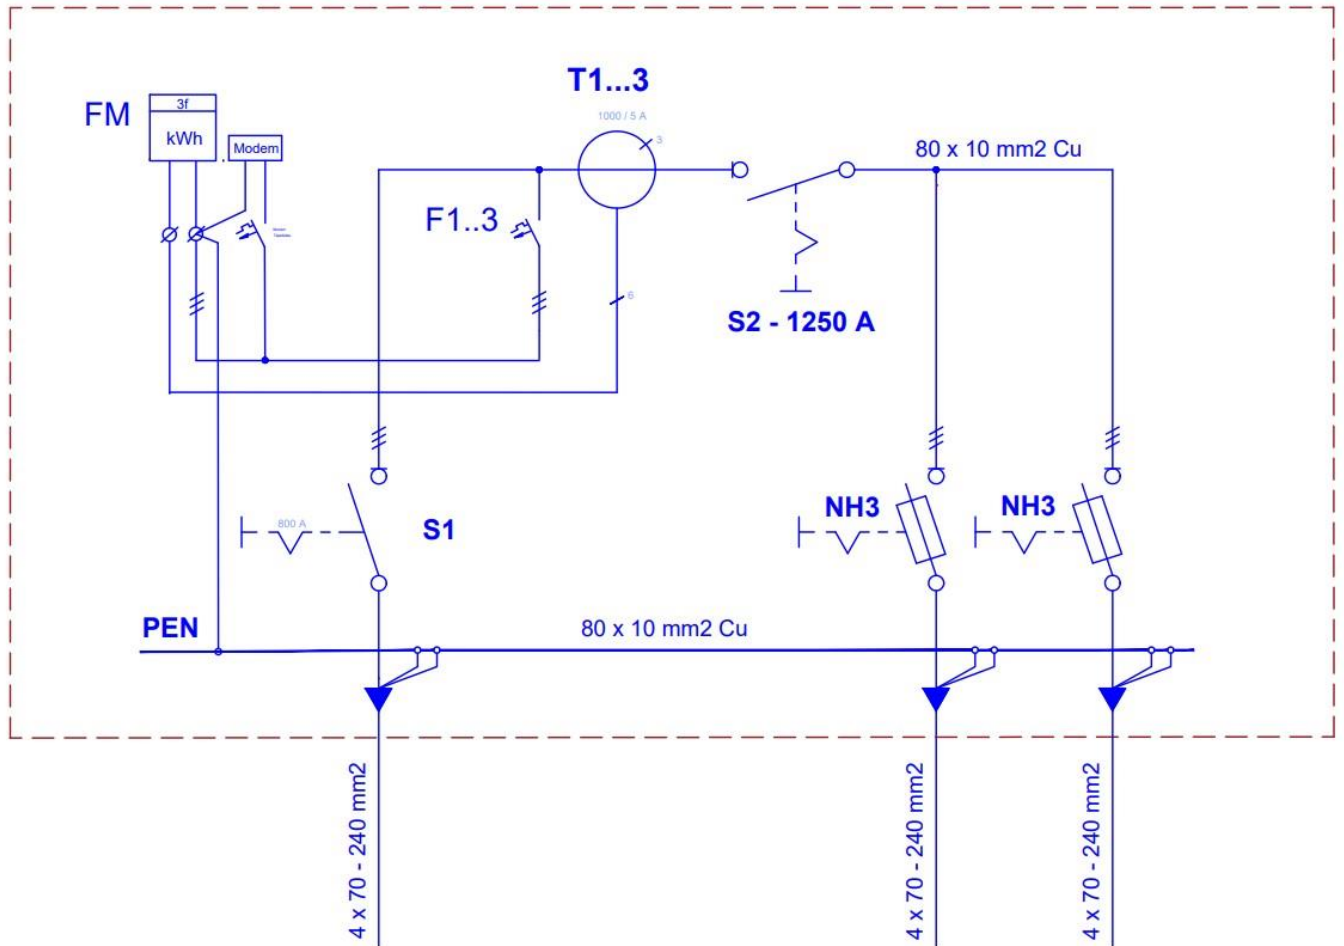 T1...3
3f
FM
1000 / 5 A
kWh
3
Modem
80 x 10 mm2 Cu
F1..3
6
S2 - 1250 A
NH3
NH3
800 A
S1
PEN
80 x 10 mm2 Cu
4 x 70 - 240 mm2
4 x 70 - 240 mm2
4 x 70 - 240 mm2